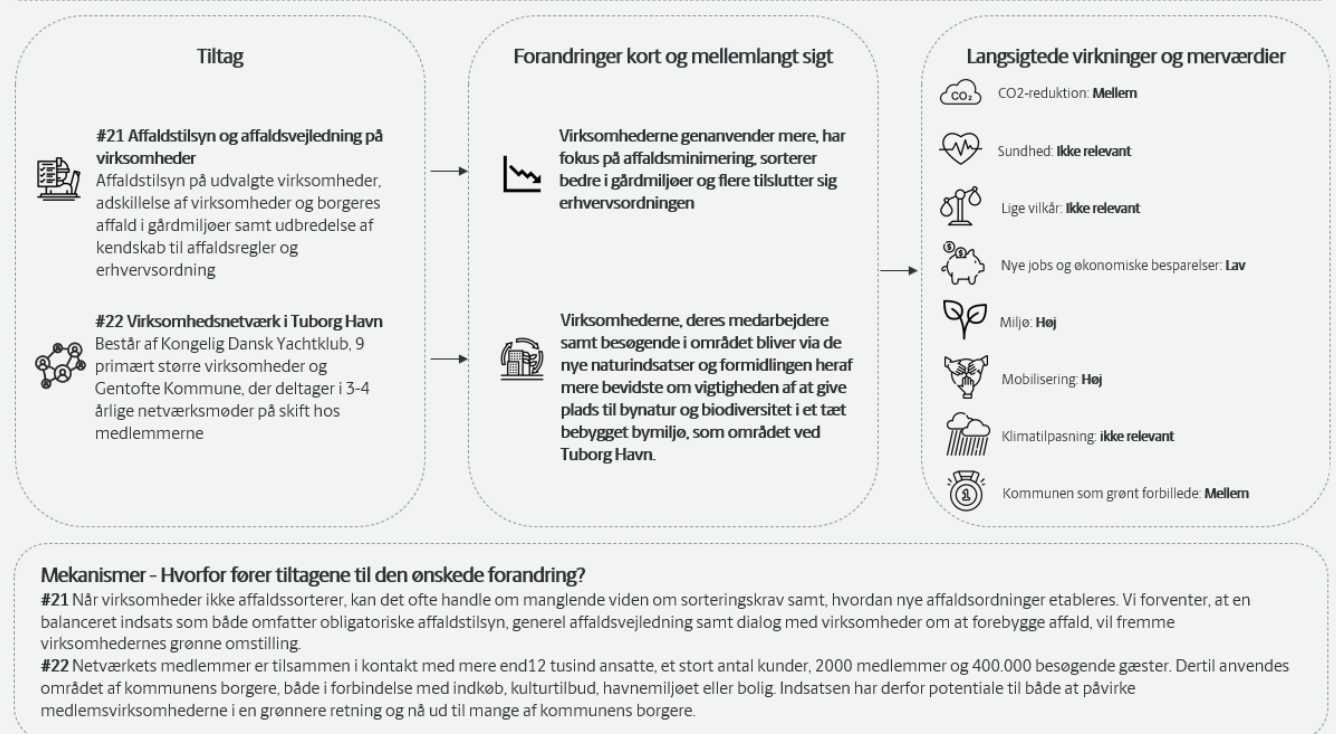 Tiltag
#21 Affaldstilsyn og affaldsvejledning på
virksomheder
Affaldstilsyn på udvalgte virksomheder,
adskillelse af virksomheder og borgeres
affald i gårdmiljøer samt udbredelse af
kendskab til affaldsregler og
erhvervsordning
#22 Virksomhedsnetværk i Tuborg Havn
Består af Kongelig Dansk Yachtklub, 9
primært større virksomheder og
Gentofte Kommune, der deltager i 3-4
årlige netværksmøder på skift hos
medlemmerne
Forandringer kort og mellemlangt sigt
Virksomhederne genanvender mere, har
fokus på affaldsminimering, sorterer
bedre i gårdmiljøer og flere tilslutter sig
erhvervsordningen
Virksomhederne, deres medarbejdere
samt besøgende i området bliver via de
nye naturindsatser og formidlingen heraf
mere bevidste om vigtigheden af at give
plads til bynatur og biodiversitet i et tæt
bebygget bymiljø, som området ved
Tuborg Havn.
Langsigtede virkninger og merværdier
CO₂
CO2-reduktion: Mellem
Sundhed: Ikke relevant
Lige vilkår: Ikke relevant
$ $
Nye jobs og økonomiske besparelser: Lav
Miljø: Høj
Mobilisering: Høj
Klimatilpasning: ikke relevant
1
Kommunen som grønt forbillede: Mellem
Mekanismer - Hvorfor fører tiltagene til den ønskede forandring?
#21 Når virksomheder ikke affaldssorterer, kan det ofte handle om manglende viden om sorteringskrav samt, hvordan nye affaldsordninger etableres. Vi forventer, at en
balanceret indsats som både omfatter obligatoriske affaldstilsyn, generel affaldsvejledning samt dialog med virksomheder om at forebygge affald, vil fremme
virksomhedernes grønne omstilling.
#22 Netværkets medlemmer er tilsammen i kontakt med mere end12 tusind ansatte, et stort antal kunder, 2000 medlemmer og 400.000 besøgende gæster. Dertil anvendes
området af kommunens borgere, både i forbindelse med indkøb, kulturtilbud, havnemiljøet eller bolig. Indsatsen har derfor potentiale til både at påvirke
medlemsvirksomhederne i en grønnere retning og nå ud til mange af kommunens borgere.